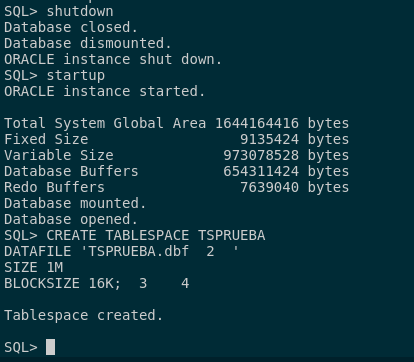 SQL> shutdown
Database closed.
Database dismounted.
ORACLE instance shut down.
SQL> startup
ORACLE instance started.

Total System Global Area 1644164416 bytes
Fixed Size                  9135424 bytes
Variable Size             973078528 bytes
Database Buffers          654311424 bytes
Redo Buffers                7639040 bytes
Database mounted.
Database opened.
SQL> CREATE TABLESPACE TSPRUEBA
DATAFILE 'TSPRUEBA.dbf  2  '
SIZE 1M
BLOCKSIZE 16K;  3    4

Tablespace created.

SQL>